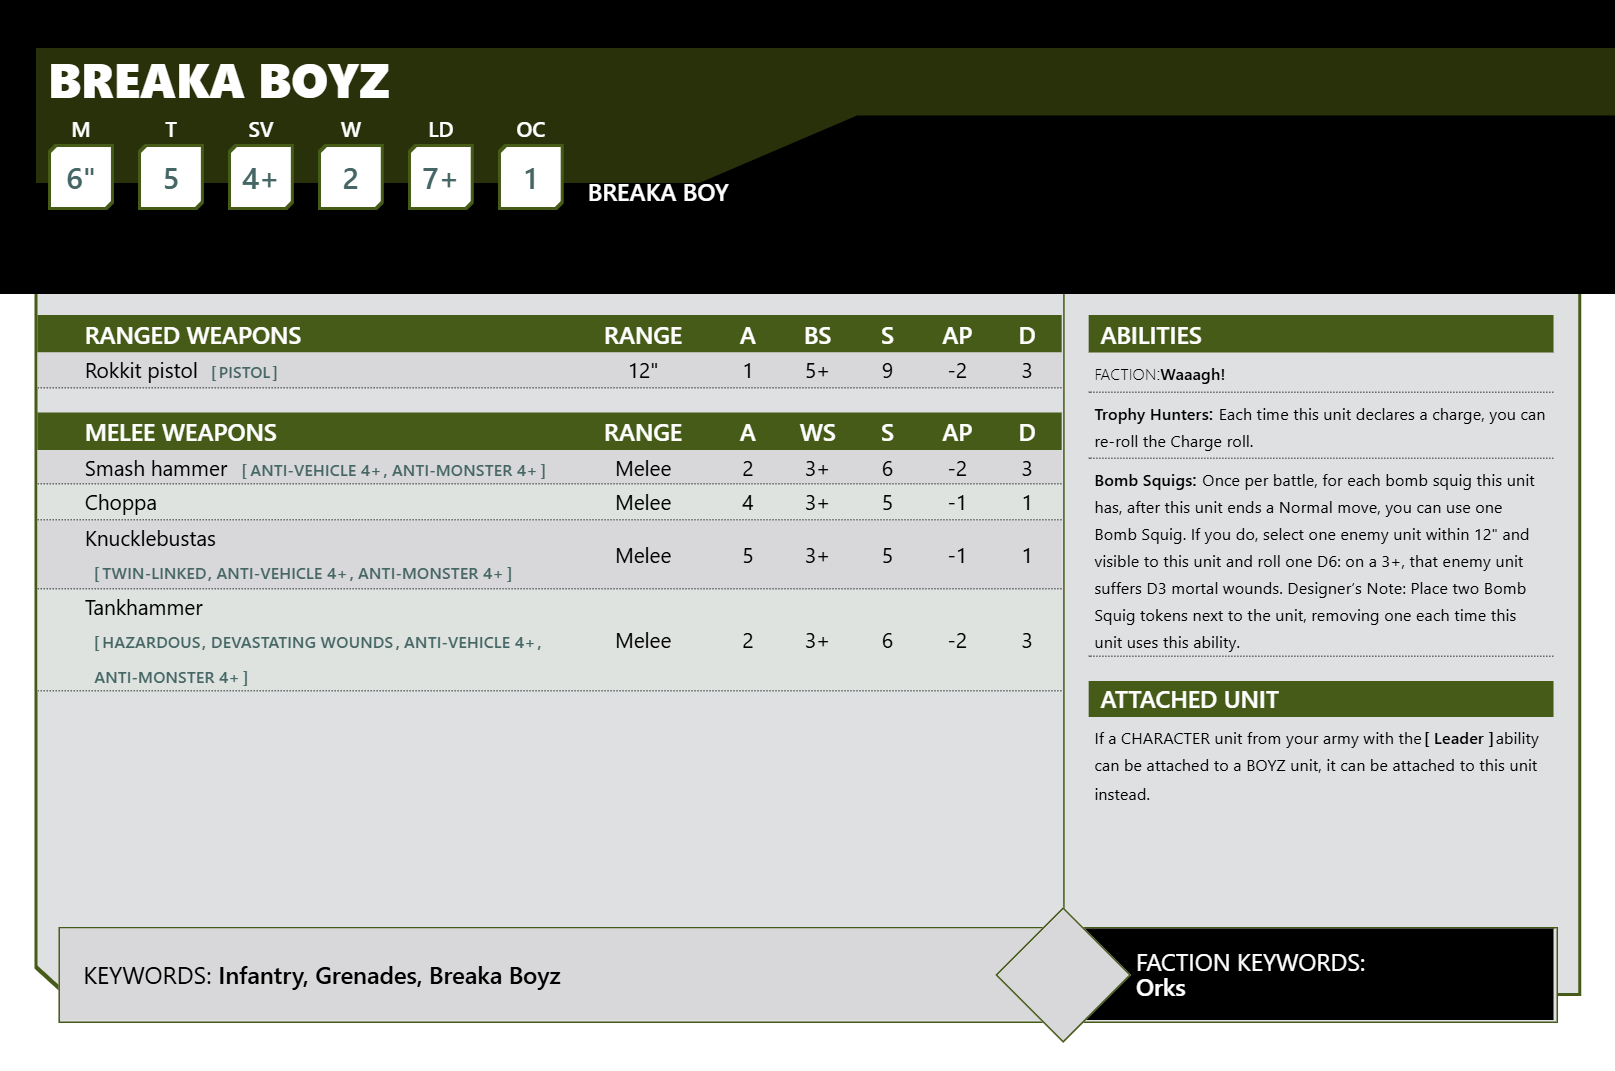 BREAKA BOYZ
M T SV W LD OC
6" 5 4+ 2 7+ 1 BREAKA BOY
RANGED WEAPONS RANGE A BS S AP D
Rokkit pistol [PISTOL] 12" 1 5+ 9 -2 3
MELEE WEAPONS RANGE A WS S AP D
Smash hammer [ ANTI-VEHICLE 4+, ANTI-MONSTER 4+ ] Melee 2 3+ 6 -2 3
Choppa Melee 4 3+ 5 -1 1
Knucklebustas
[ TWIN-LINKED, ANTI-VEHICLE 4+, ANTI-MONSTER 4+ ] Melee 5 3+ 5 -1 1
Tankhammer
[ HAZARDOUS, DEVASTATING WOUNDS, ANTI-VEHICLE 4+, Melee 2 3+ 6 -2 3
ANTI-MONSTER 4+ ]
ABILITIES
FACTION:Waaagh!
Trophy Hunters: Each time this unit declares a charge, you can
re-roll the Charge roll.
Bomb Squigs: Once per battle, for each bomb squig this unit
has, after this unit ends a Normal move, you can use one
Bomb Squig. If you do, select one enemy unit within 12" and
visible to this unit and roll one D6: on a 3+, that enemy unit
suffers D3 mortal wounds. Designer’s Note: Place two Bomb
Squig tokens next to the unit, removing one each time this
unit uses this ability.
ATTACHED UNIT
If a CHARACTER unit from your army with the [ Leader ] ability
can be attached to a BOYZ unit, it can be attached to this unit
instead.
KEYWORDS: Infantry, Grenades, Breaka Boyz
FACTION KEYWORDS:
Orks